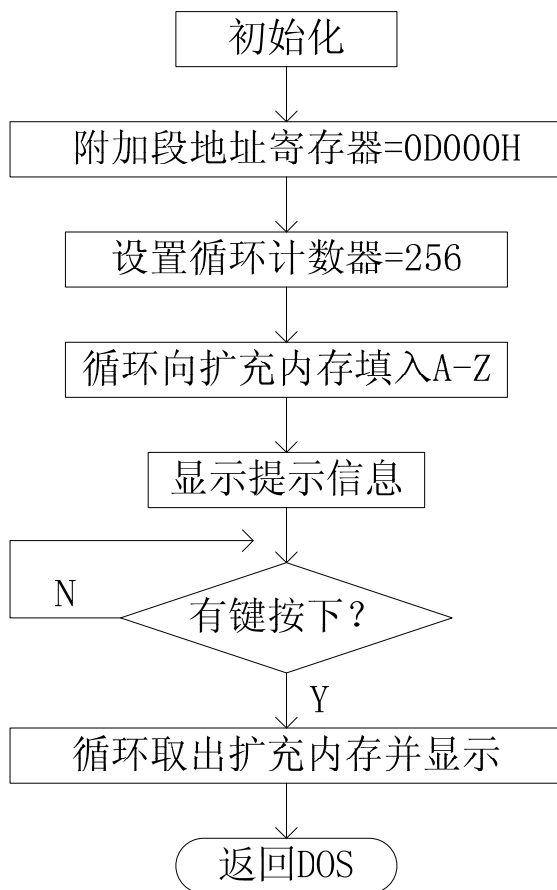 初始化
附加段地址寄存器=0D000H
设置循环计数器=256
循环向扩充内存填入A-Z
显示提示信息
N
有键按下？
Y
循环取出扩充内存并显示
返回DOS